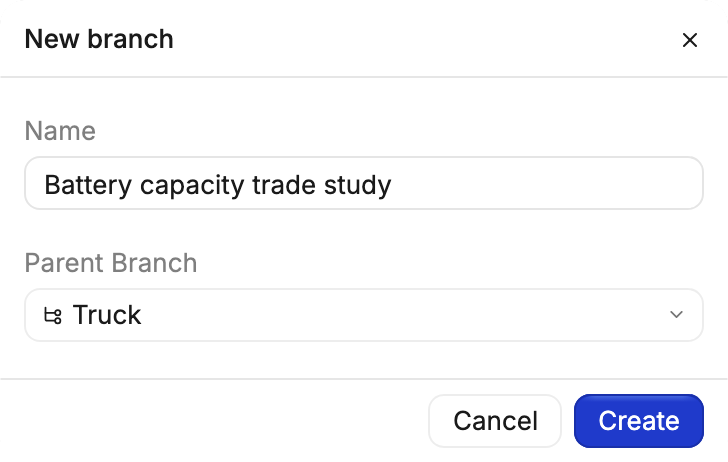 New branch
Name
Battery capacity trade study
Parent Branch
Truck
Cancel
Create